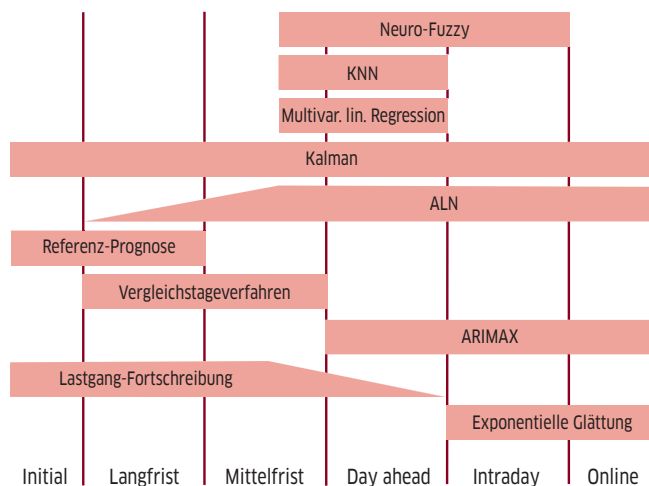 Neuro-Fuzzy
KNN
Multivar. lin. Regression
Kalman
ALN
Referenz-Prognose
Vergleichstageverfahren
ARIMAX
Lastgang-Fortschreibung
Exponentielle Glättung
Initial Langfrist Mittelfrist Day ahead Intraday Online